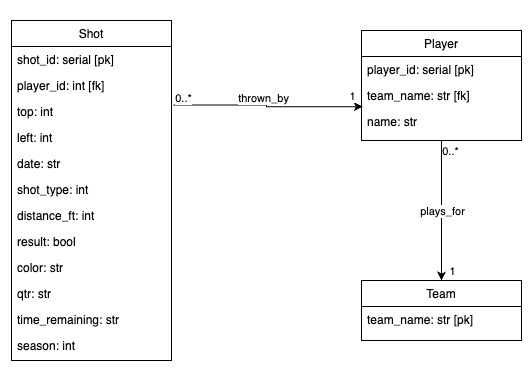 Shot
shot_id: serial [pk]
player_id: int [fk]
top: int
left: int
date: str
shot_type: int
distance_ft: int
result: bool
color: str
qtr: str
time_remaining: str
season: int
0..*
thrown_by
1
Player
player_id: serial [pk]
team_name: str [fk]
name: str
0..*
plays_for
1
Team
team_name: str [pk]